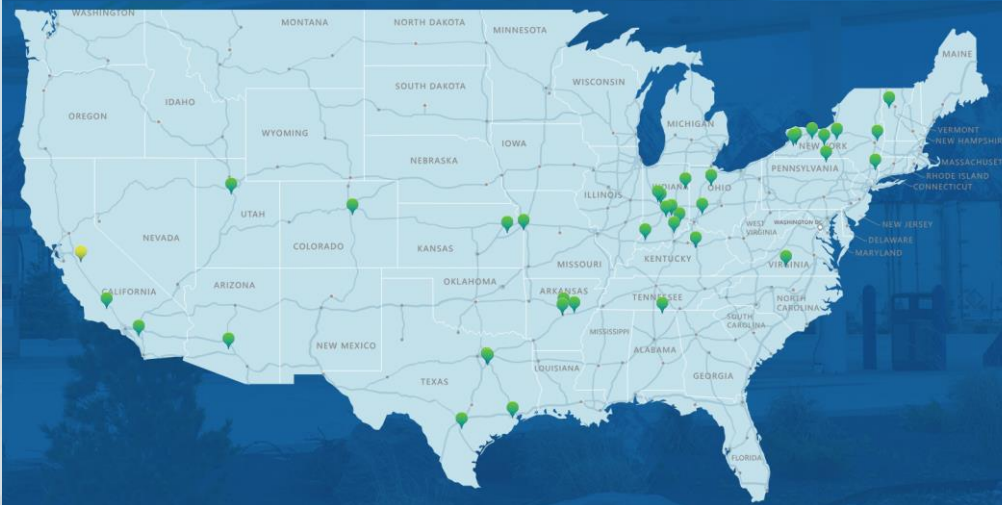 WASHINGTON
MONTANA
NORTH DAKOTA
MINNESOTA
MAINE
OREGON
IDAHO
SOUTH DAKOTA
WISCONSIN
MICHIGAN
WYOMING
IOWA
VERMONT
NEW HAMPSHIR
NEW YORK
NEBRASKA
PENNSYLVANIA
MASSACHUSET
RHODE ISLAND
CONNECTICUT
ILLINOIS
INDIANA
OHIO
UTAH
NEVADA
COLORADO
KANSAS
MISSOURI
WEST
VIRGINIA
WASHINGTON DC
NEW JERSEY
DELAWARE
MARYLAND
KENTUCKY
VIRGINIA
CALIFORNIA
ARIZONA
OKLAHOMA
ARKANSAS
TENNESSEE
NORTH
CAROLINA
SOUTH
CAROLINA
NEW MEXICO
MISSISSIPPI
ALABAMA
GEORGIA
TEXAS
LOUISIANA
FLORIDA